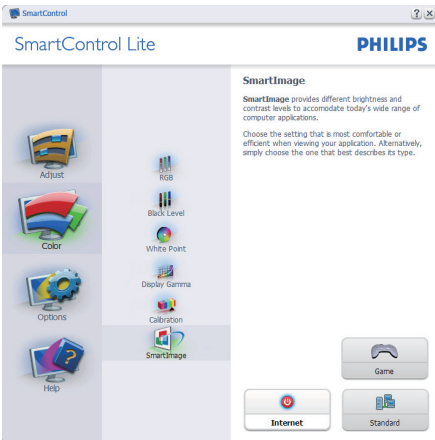 SmartControl
SmartControl Lite
PHILIPS
Adjust
Color
Options
Help
RGB
Black Level
White Point
Display Gamma
Calibration
SmartImage
SmartImage
SmartImage provides different brightness and
contrast levels to accomodate today's wide range of
computer applications.
Choose the setting that is most comfortable or
efficient when viewing your application. Alternatively,
simply choose the one that best describes its type.
Game
Internet
Standard